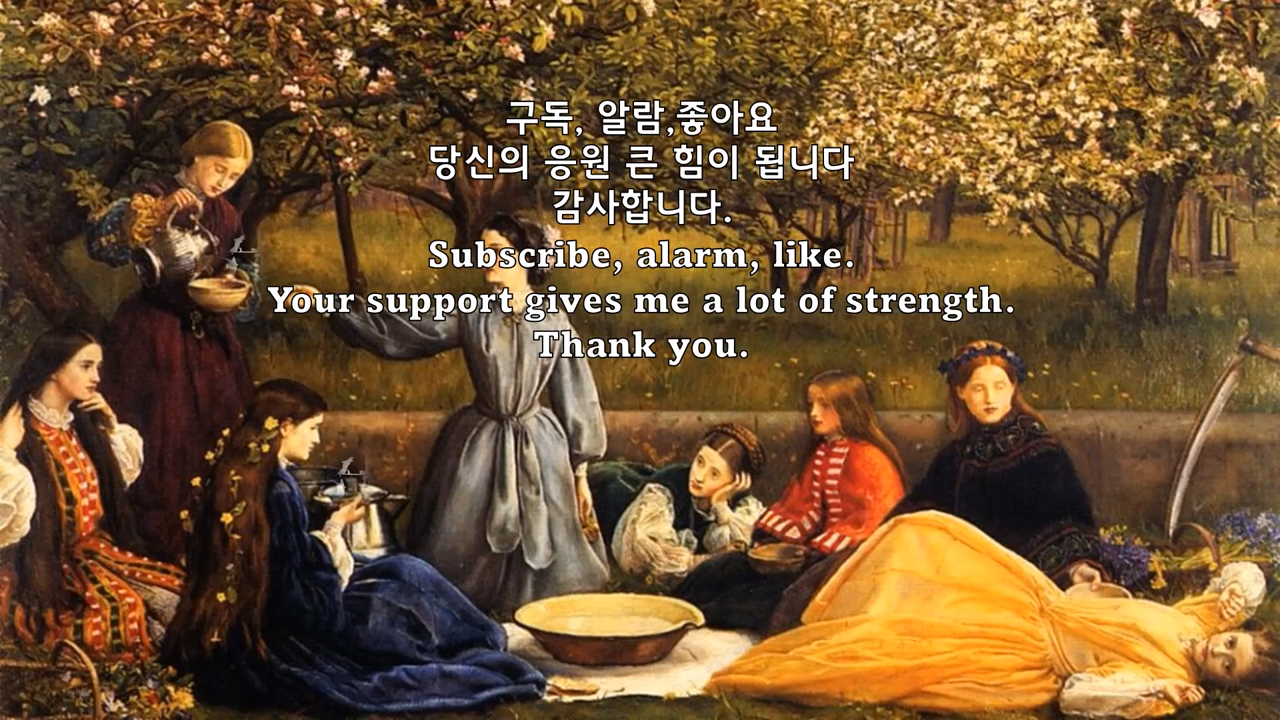 구독, 알람,좋아요
당신의 응원 큰 힘이 됩니다
감사합니다.
Subscribe, alarm, like.
Your support gives me a lot of strength.
Thank you.